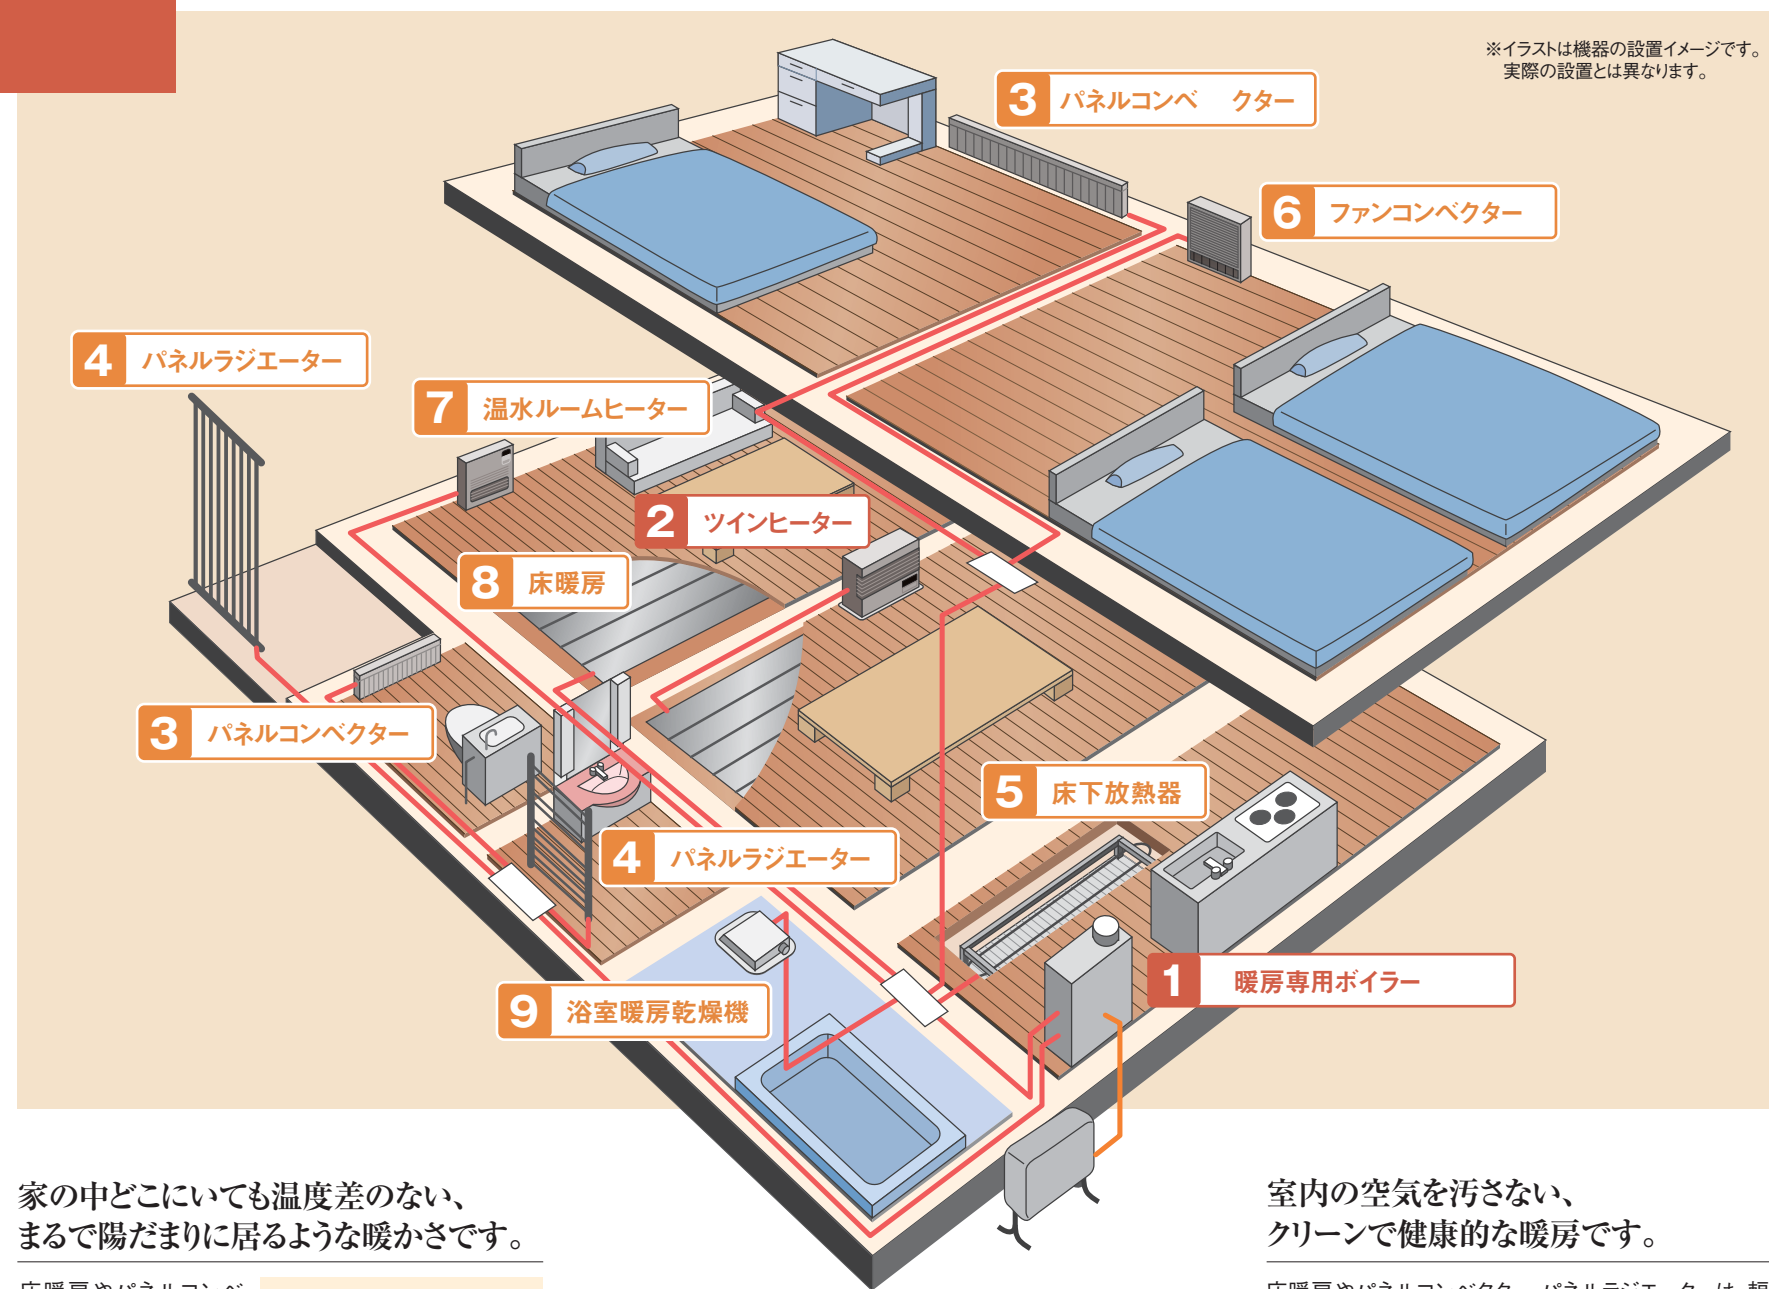 ※イラストは機器の設置イメージです。
実際の設置とは異なります。
3 パネルコンベ クター
6 ファンコンベクター
4 パネルラジエーター
7 温水ルームヒーター
2 ツインヒーター
8 床暖房
3 パネルコンベクター
5 床下放熱器
4 パネルラジエーター
1 暖房専用ボイラー
9 浴室暖房乾燥機
家の中どこにいても温度差のない、
まるで陽だまりに居るような暖かさです。
室内の空気を汚さない、
クリーンで健康的な暖房です。